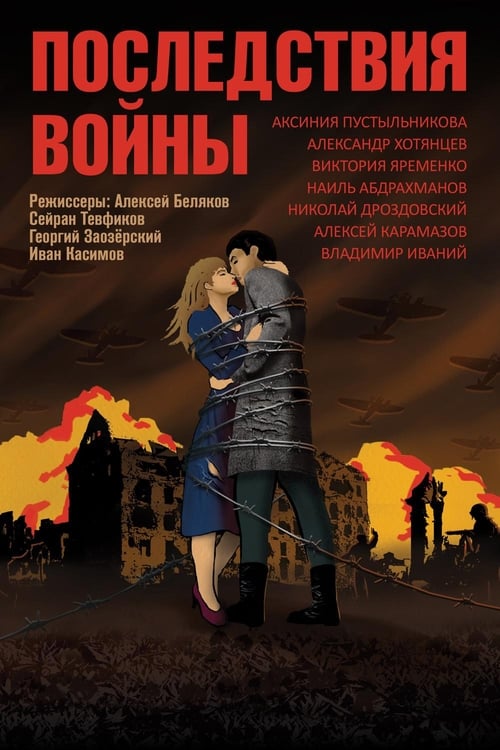 ПОСЛЕДСТВИЯ
ВОЙНЫ
АКСИНИЯ ПУСТЫЛЬНИКОВА
АЛЕКСАНДР ХОТЯНЦЕВ
ВИКТОРИЯ ЯРЕМЕНКО
НАИЛЬ АБДРАХМАНОВ
НИКОЛАЙ ДРОЗДОВСКИЙ
АЛЕКСЕЙ КАРАМАЗОВ
ВЛАДИМИР ИВАНИЙ
Режиссеры: Алексей Беляков
Сейран Тевфиков
Георгий Заозёрский
Иван Касимов